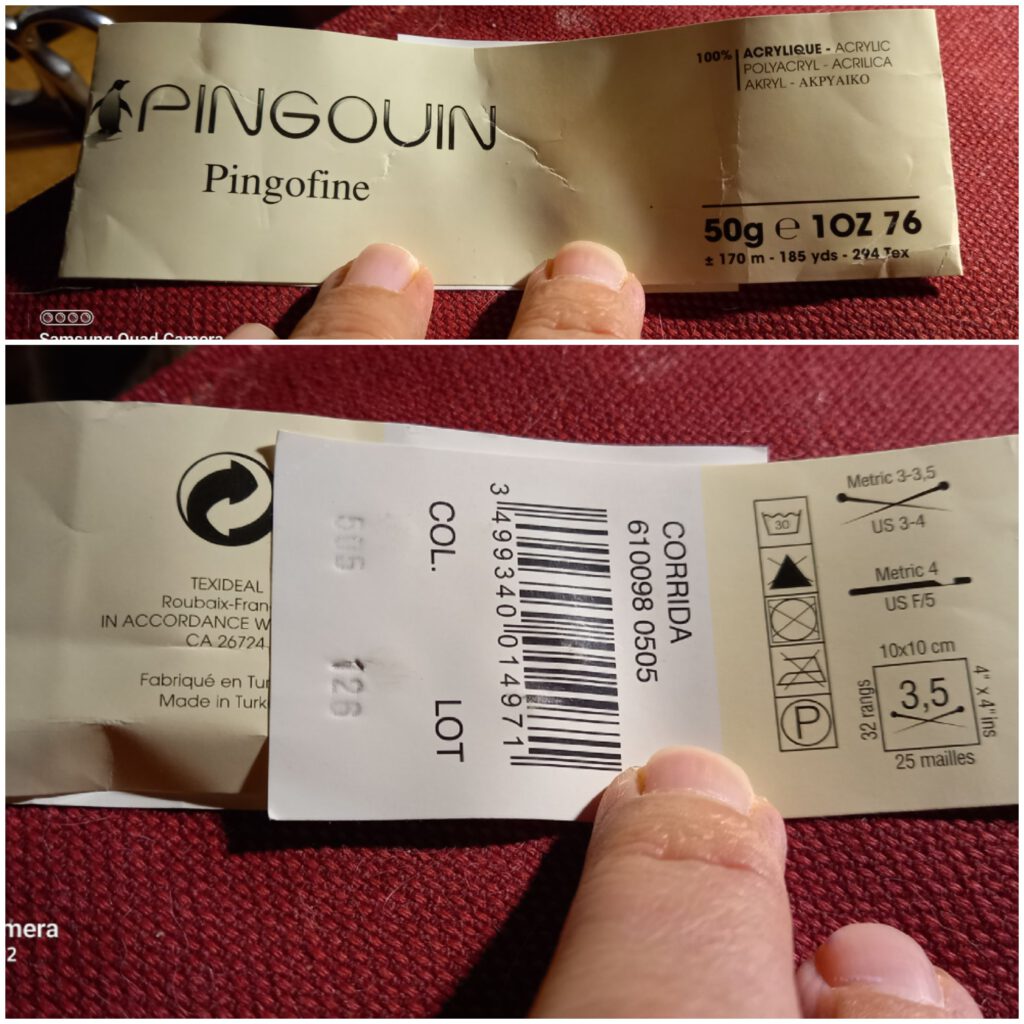 PINGOUIN
Pingofine
100% ACRYLIQUE - ACRYLIC
POLYACRYL - ACRILICA
AKRYL - ΑΚΡΥΑΙΚΟ
50g e 1OZ 76
± 170 m - 185 yds - 294 Tex
Samsung Quad Camera
TEXIDEAL
Roubaix-Fran
IN ACCORDANCE W
CA 26724
Fabriqué en Tur
Made in Turk
COL. LOT
126
3 499340 014971
CORRIDA
610098 0505
30
P
Metric 3-3,5
US 3-4
Metric 4
US F/5
10x10 cm
32 rangs
3,5
4" x 4" ins
25 mailles
mera
2